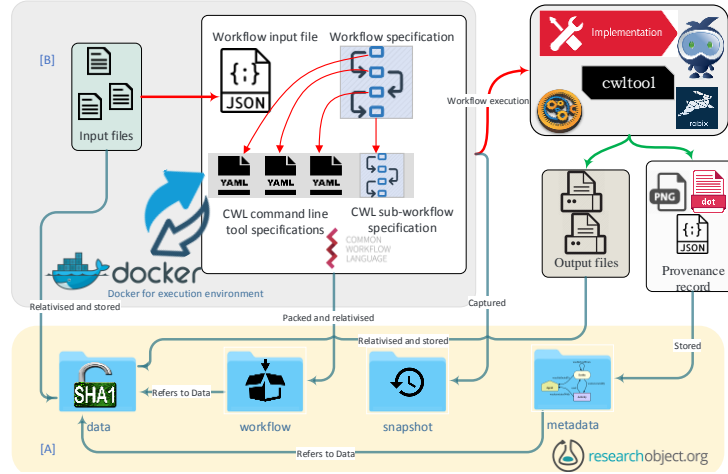 [B]
Input files
Workflow input file
{;}
JSON
Workflow specification
YAML
YAML
YAML
CWL command line
tool specifications
CWL sub-workflow
specification
COMMON
WORKFLOW
LANGUAGE
docker
Docker for execution environment
Workflow execution
Implementation
cwltool
rabix
Output files
PNG
dot
{;}
JSON
Provenance
record
Relativised and stored
Packed and relativised
Captured
Relativised and stored
Stored
SHA1
data
Refers to Data
workflow
snapshot
metadata
Refers to Data
[A]
researchobject.org